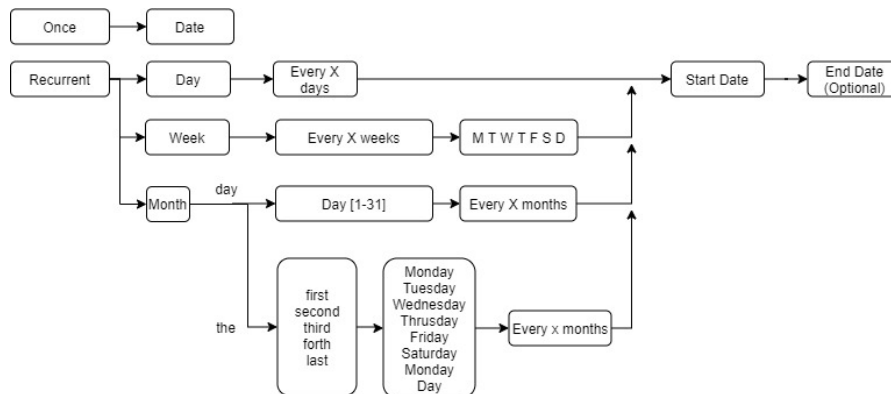 Once
Date
Recurrent
Day
Every X
days
Start Date
End Date
(Optional)
Week
Every X weeks
M T W T F S D
Month
day
Day [1-31]
Every X months
the
first
second
third
forth
last
Monday
Tuesday
Wednesday
Thrusday
Friday
Saturday
Monday
Day
Every x months